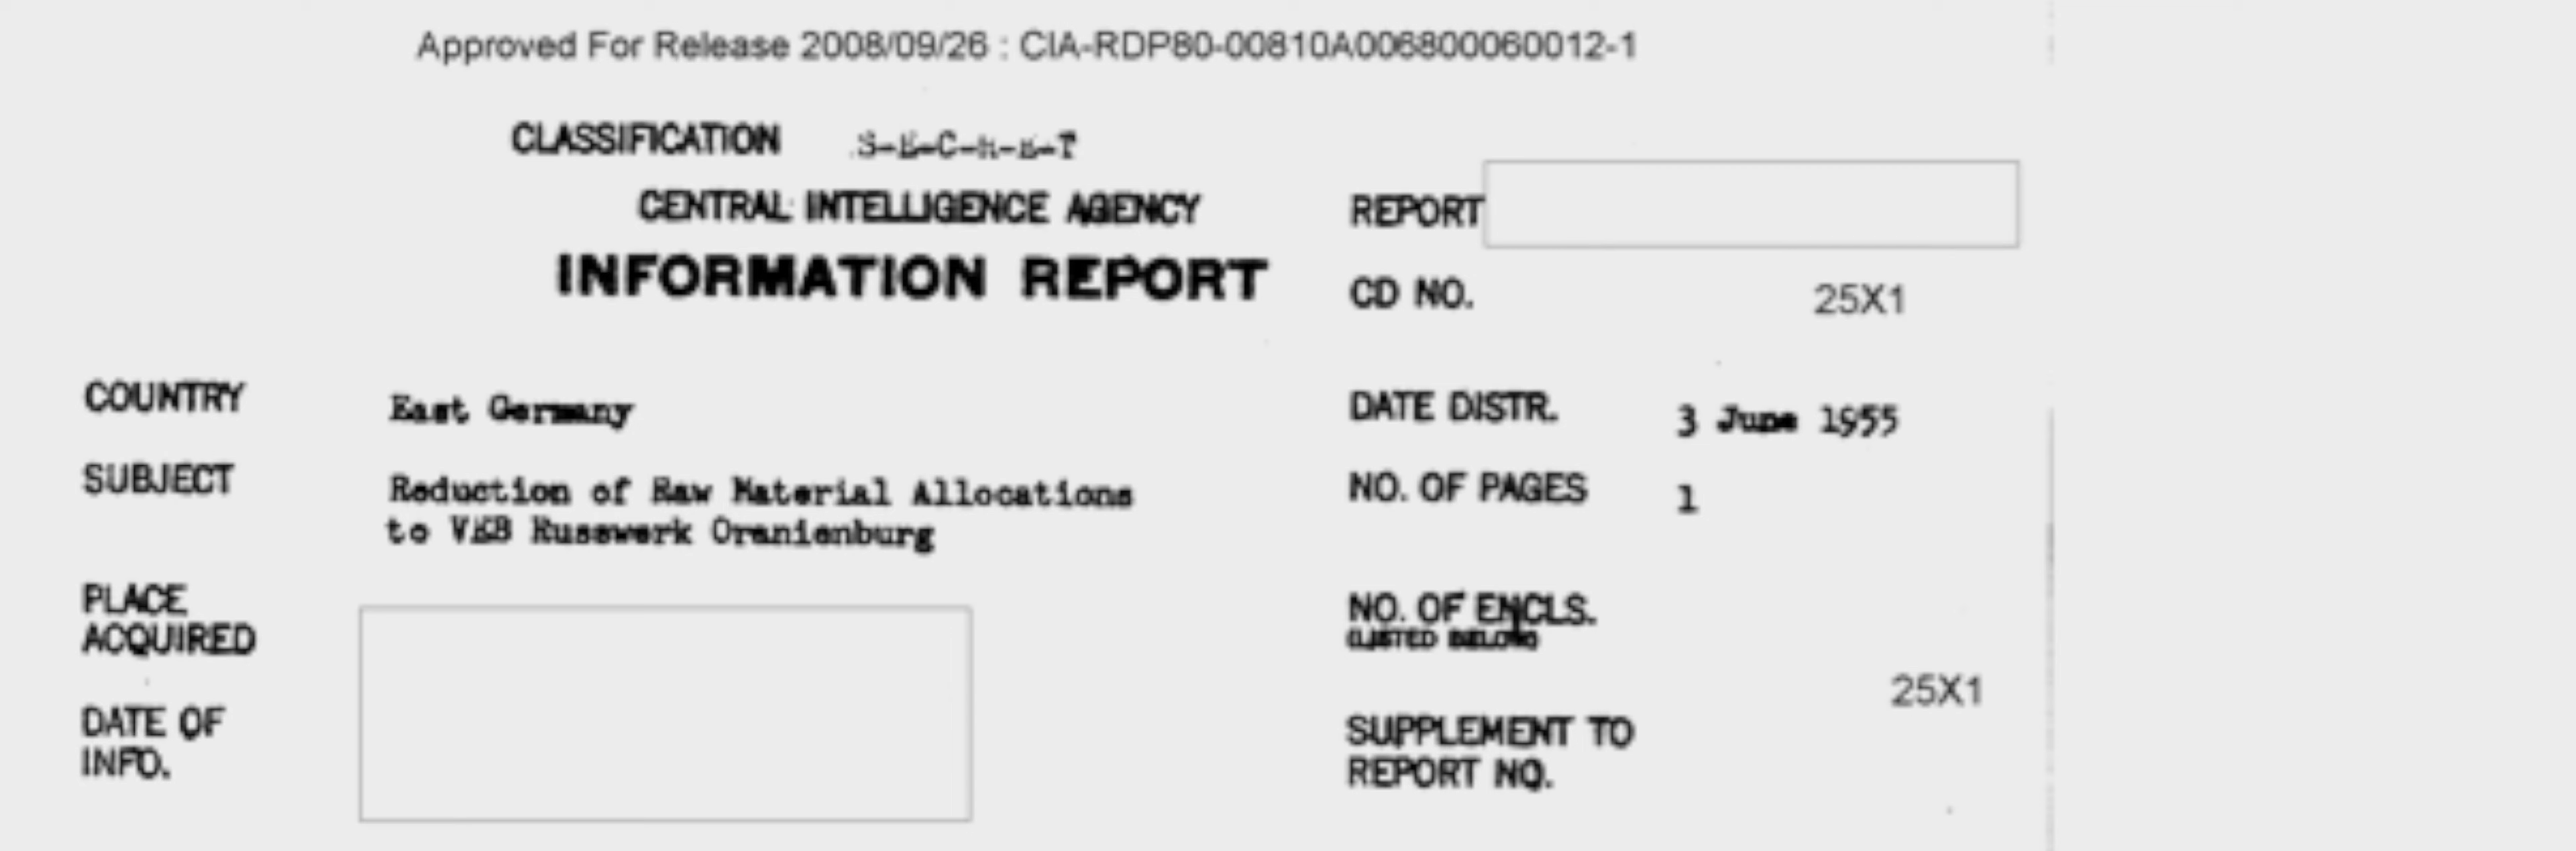 Approved For Release 2008/09/26 : CIA-RDP80-00810A006800060012-1
CLASSIFICATION S-E-C-R-E-T
CENTRAL INTELLIGENCE AGENCY
INFORMATION REPORT
REPORT
CD NO.
25X1
COUNTRY East Germany
DATE DISTR. 3 June 1955
SUBJECT Reduction of Raw Material Allocations
to VEB Russwerk Oranienburg
NO. OF PAGES 1
PLACE
ACQUIRED
NO. OF ENCLS.
(LISTED BELOW)
25X1
DATE OF
INFO.
SUPPLEMENT TO
REPORT NO.